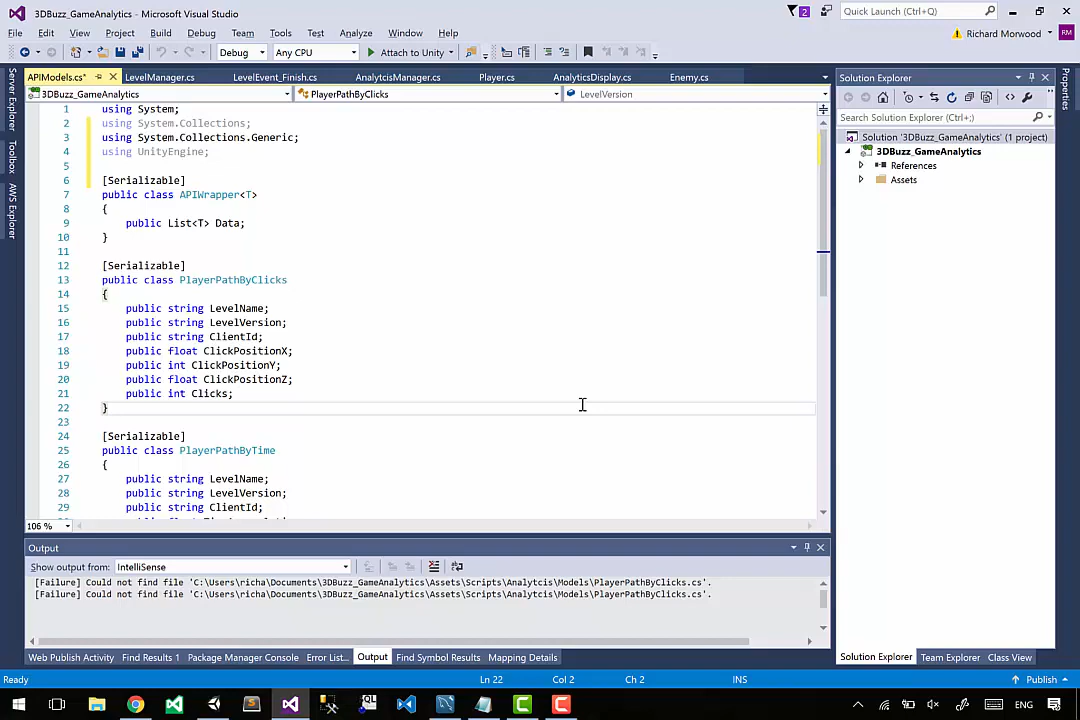 3DBuzz_GameAnalytics - Microsoft Visual Studio
2
Quick Launch (Ctrl+Q)
File Edit View Project Build Debug Team Tools Test Analyze Window Help
Richard Morwood
RM
Debug Any CPU Attach to Unity
Server Explorer
Toolbox
AWS Explorer
APIModels.cs* LevelManager.cs LevelEvent_Finish.cs AnalytcisManager.cs Player.cs AnalyticsDisplay.cs Enemy.cs
3DBuzz_GameAnalytics PlayerPathByClicks LevelVersion
1 using System;
2 using System.Collections;
3 using System.Collections.Generic;
4 using UnityEngine;
5
6 [Serializable]
7 public class APIWrapper<T>
8 {
9 public List<T> Data;
10 }
11
12 [Serializable]
13 public class PlayerPathByClicks
14 {
15 public string LevelName;
16 public string LevelVersion;
17 public string ClientId;
18 public float ClickPositionX;
19 public int ClickPositionY;
20 public float ClickPositionZ;
21 public int Clicks;
22 }
23
24 [Serializable]
25 public class PlayerPathByTime
26 {
27 public string LevelName;
28 public string LevelVersion;
29 public string ClientId;
106 %
Solution Explorer
Search Solution Explorer (Ctrl+;)
Solution '3DBuzz_GameAnalytics' (1 project)
3DBuzz_GameAnalytics
References
Assets
Properties
Output
Show output from: IntelliSense
[Failure] Could not find file 'C:\Users\richa\Documents\3DBuzz_GameAnalytics\Assets\Scripts\Analytcis\Models\PlayerPathByClicks.cs'.
[Failure] Could not find file 'C:\Users\richa\Documents\3DBuzz_GameAnalytics\Assets\Scripts\Analytcis\Models\PlayerPathByClicks.cs'.
Web Publish Activity Find Results 1 Package Manager Console Error List... Output Find Symbol Results Mapping Details
Solution Explorer Team Explorer Class View
Ready Ln 22 Col 2 Ch 2 INS Publish
ENG